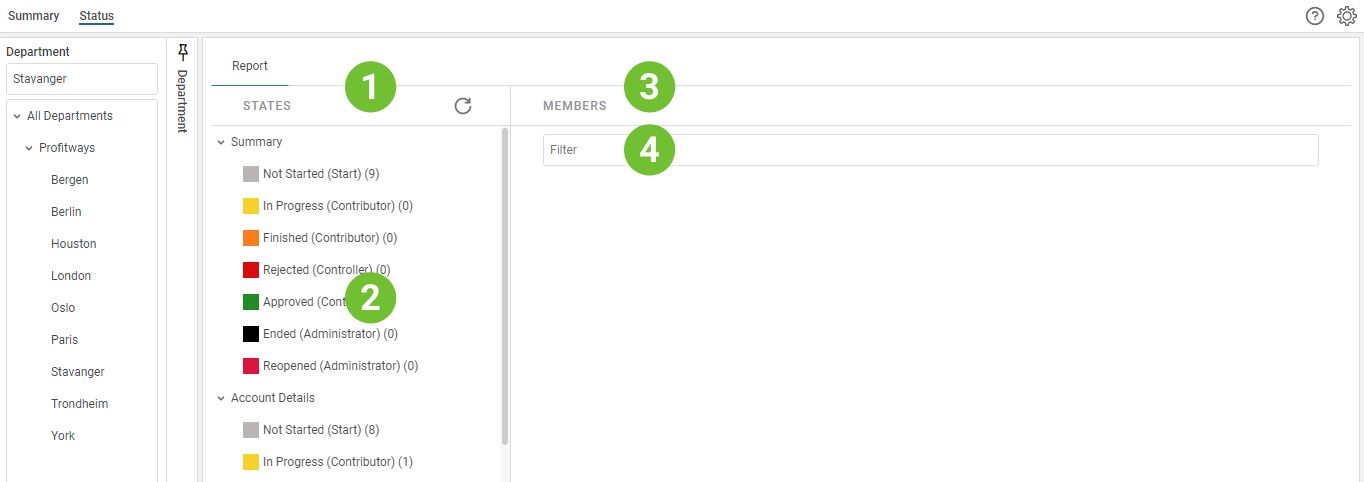 Summary Status
Department
Stavanger
All Departments
Profitways
Bergen
Berlin
Houston
London
Oslo
Paris
Stavanger
Trondheim
York
Department
Report
1
3
STATES
MEMBERS
Filter
4
Summary
Not Started (Start) (9)
In Progress (Contributor) (0)
Finished (Contributor) (0)
Rejected (Controller) (0)
Approved
2
Ended (Administrator) (0)
Reopened (Administrator) (0)
Account Details
Not Started (Start) (8)
In Progress (Contributor) (1)